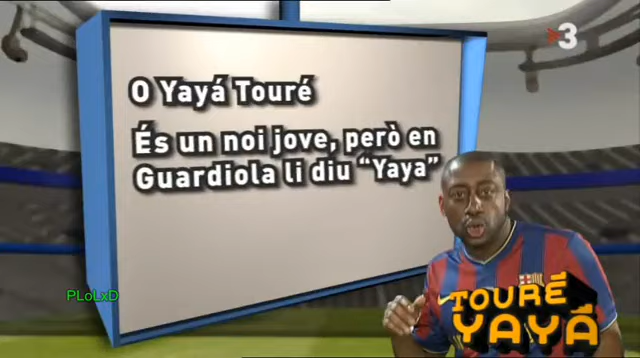 3
O Yayá Touré
És un noi jove, però en
Guardiola li diu “Yaya”
PLoLxD
TOURÉ
YAYÁ